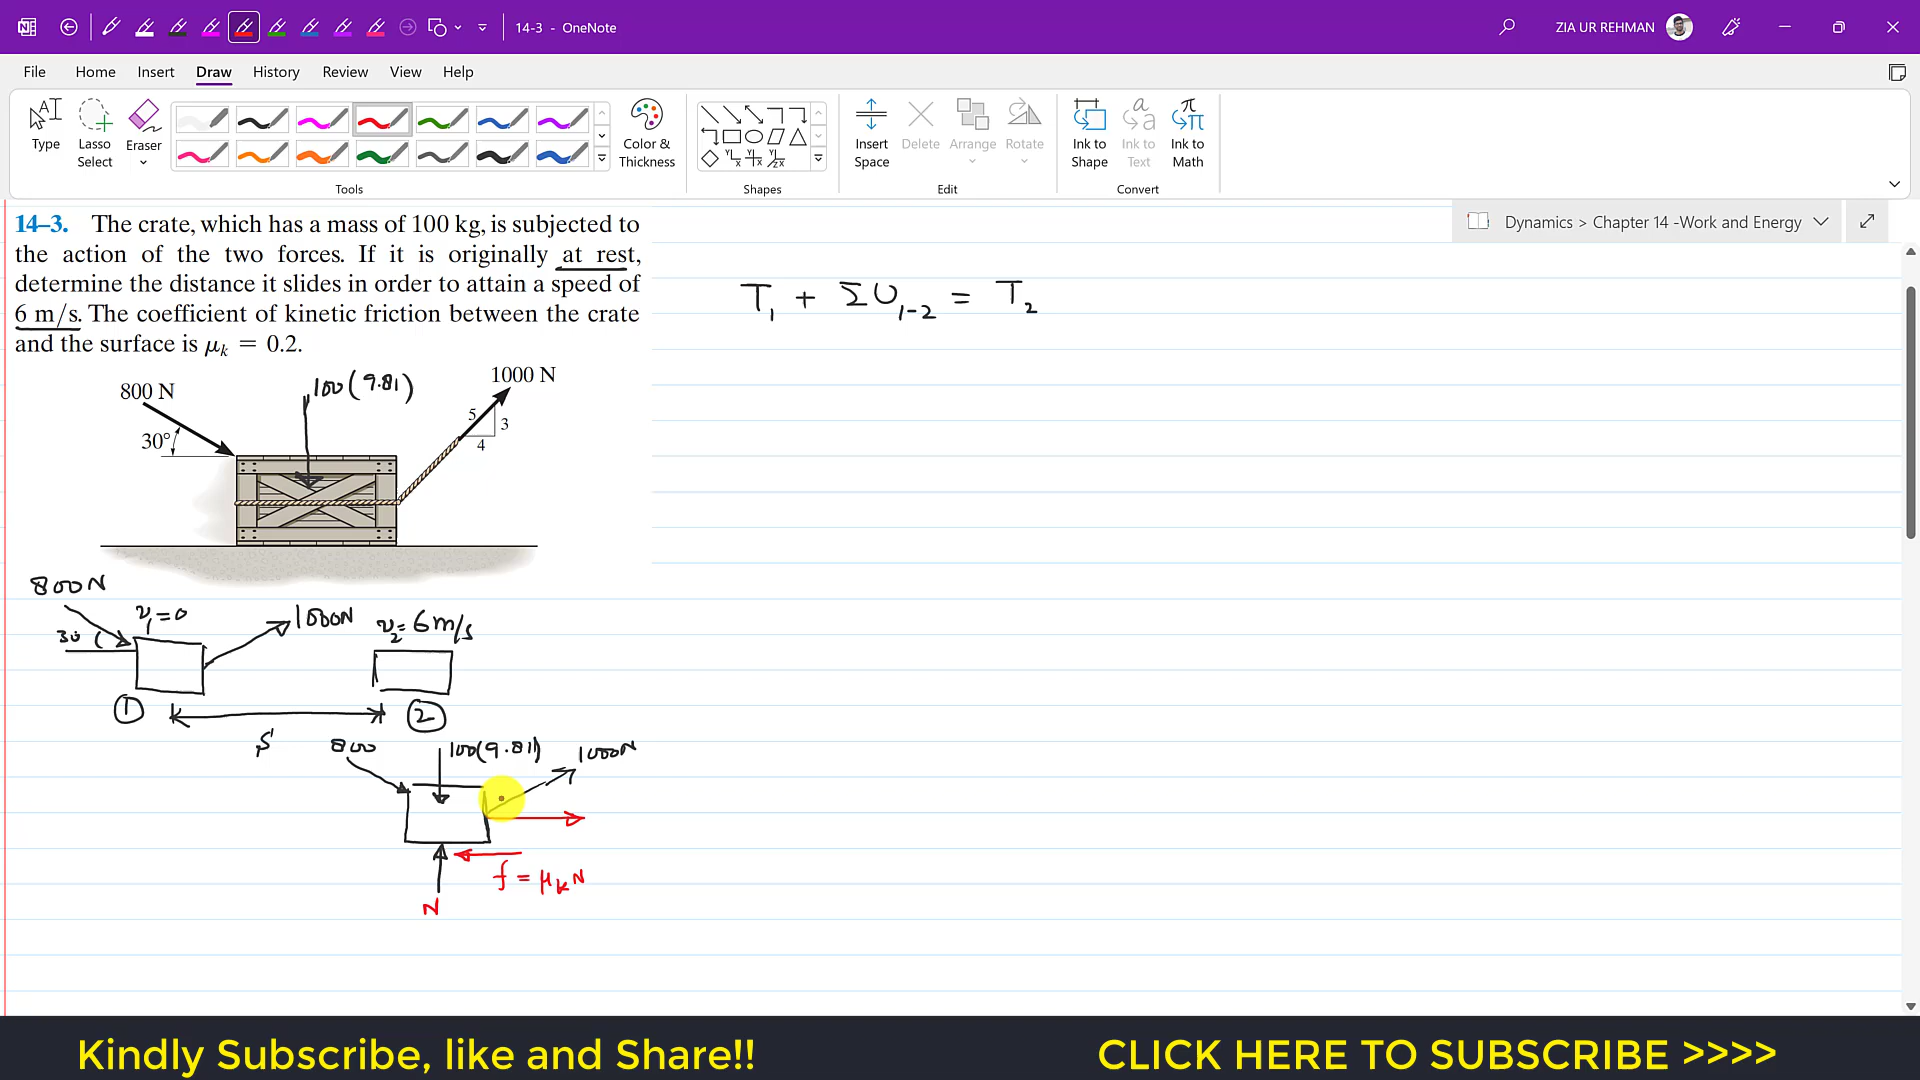 14-3 - OneNote
ZIA UR REHMAN
File Home Insert Draw History Review View Help
Type
Lasso Select
Eraser
Color & Thickness
Insert Space
Delete
Arrange
Rotate
Ink to Shape
Ink to Text
Ink to Math
Tools
Shapes
Edit
Convert
Dynamics > Chapter 14 -Work and Energy
14–3. The crate, which has a mass of 100 kg, is subjected to
the action of the two forces. If it is originally at rest,
determine the distance it slides in order to attain a speed of
6 m/s. The coefficient of kinetic friction between the crate
and the surface is μk = 0.2.
T₁ + ΣU₁₋₂ = T₂
800 N
100(9.81)
1000 N
30°
5
3
4
800N
v₁=0
1000N
v₂=6m/s
30
1
2
S
800
100(9.81)
1000N
f = μk N
N
Kindly Subscribe, like and Share!!
CLICK HERE TO SUBSCRIBE >>>>